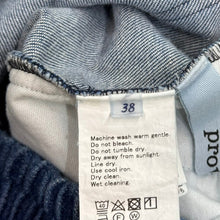 38
Machine wash warm gentle.
Do not bleach.
Do not tumble dry.
Dry away from sunlight.
Line dry.
Use cool iron.
Dry clean.
Wet cleaning.